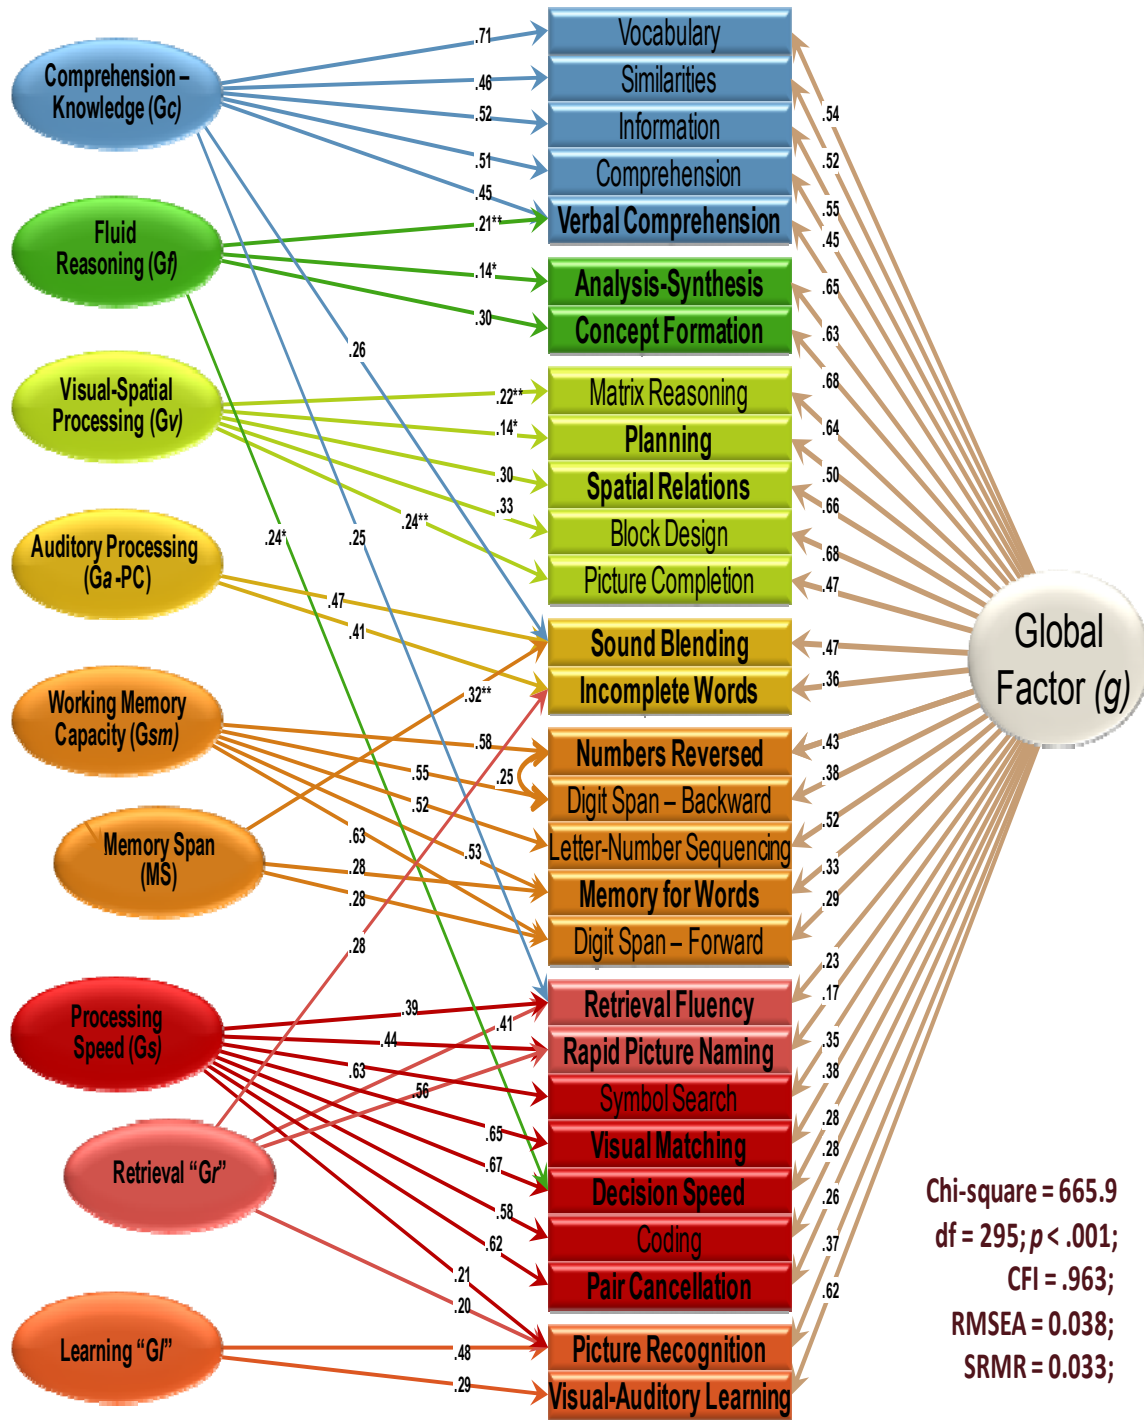 Comprehension –
Knowledge (Gc)
Fluid
Reasoning (Gf)
Visual-Spatial
Processing (Gv)
Auditory Processing
(Ga -PC)
Working Memory
Capacity (Gsm)
Memory Span
(MS)
Processing
Speed (Gs)
Retrieval “Gr”
Learning “Gl”
.71
.46
.52
.51
.45
.21**
.14*
.30
.26
.22**
.14*
.30
.33
.24**
.24*
.25
.47
.41
.32**
.58
.25
.55
.52
.63
.53
.28
.28
.28
.39
.41
.44
.63
.56
.65
.67
.58
.62
.21
.20
.48
.29
Vocabulary
Similarities
Information
Comprehension
Verbal Comprehension
Analysis-Synthesis
Concept Formation
Matrix Reasoning
Planning
Spatial Relations
Block Design
Picture Completion
Sound Blending
Incomplete Words
Numbers Reversed
Digit Span – Backward
Letter-Number Sequencing
Memory for Words
Digit Span – Forward
Retrieval Fluency
Rapid Picture Naming
Symbol Search
Visual Matching
Decision Speed
Coding
Pair Cancellation
Picture Recognition
Visual-Auditory Learning
.54
.52
.55
.45
.65
.63
.68
.64
.50
.66
.68
.47
.47
.36
.43
.38
.52
.33
.29
.23
.17
.35
.38
.28
.28
.26
.37
.62
Global
Factor (g)
Chi-square = 665.9
df = 295; p < .001;
CFI = .963;
RMSEA = 0.038;
SRMR = 0.033;